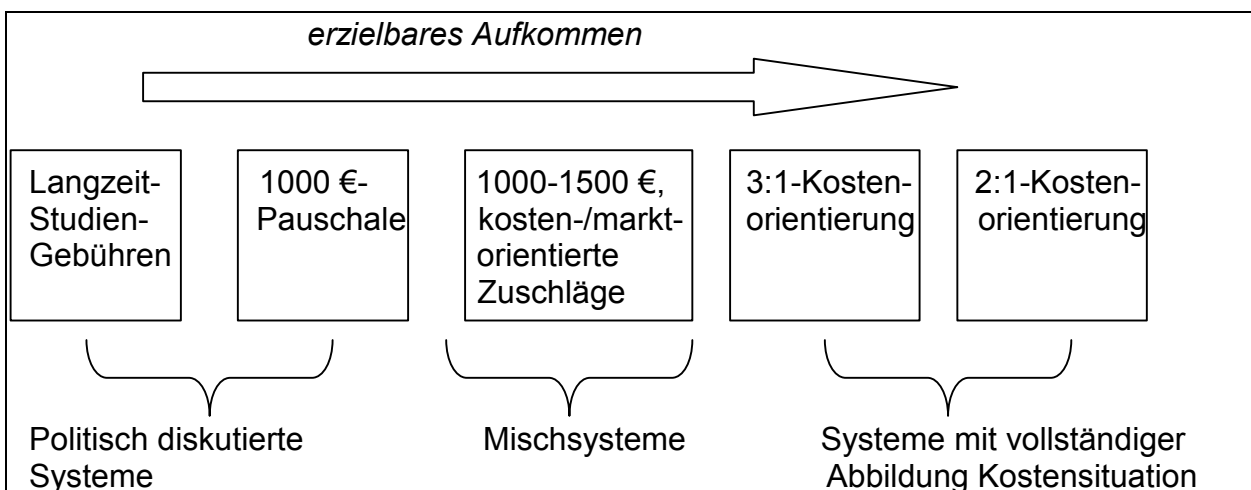 erzielbares Aufkommen
Langzeit-
Studien-
Gebühren
1000 €-
Pauschale
1000-1500 €,
kosten-/markt-
orientierte
Zuschläge
3:1-Kosten-
orientierung
2:1-Kosten-
orientierung
Politisch diskutierte
Systeme
Mischsysteme
Systeme mit vollständiger
Abbildung Kostensituation